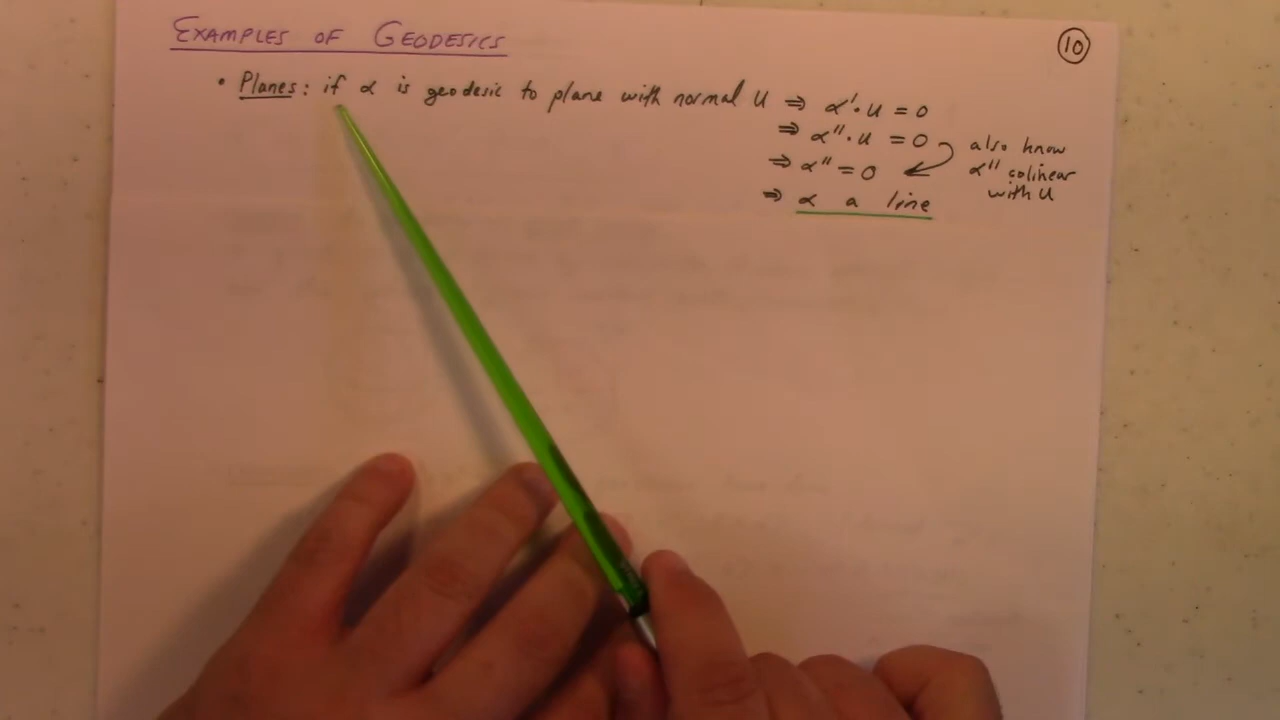 EXAMPLES OF GEODESICS
10
• Planes: if α is geodesic to plane with normal U ⇒ α'·U = 0
⇒ α''·U = 0
⇒ α'' = 0
⇒ α a line
also know
α'' colinear
with U